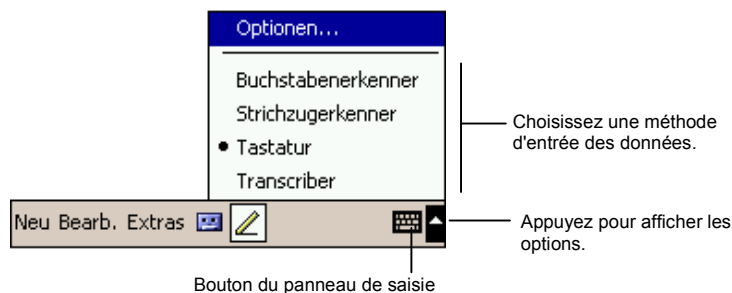 Optionen...
Buchstabenerkenner
Strichzugerkenner
Tastatur
Transcriber
Choisissez une méthode
d'entrée des données.
Neu Bearb. Extras
Appuyez pour afficher les
options.
Bouton du panneau de saisie